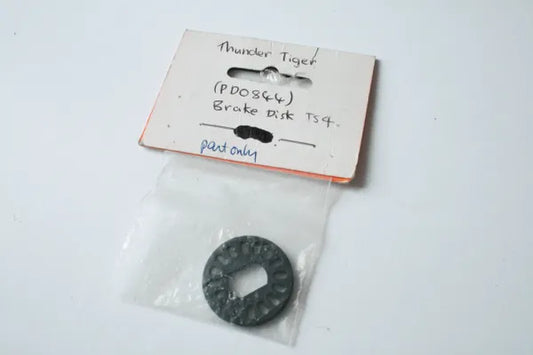 Thunder Tiger
(PD0844)
Brake Disk TS4.
part only